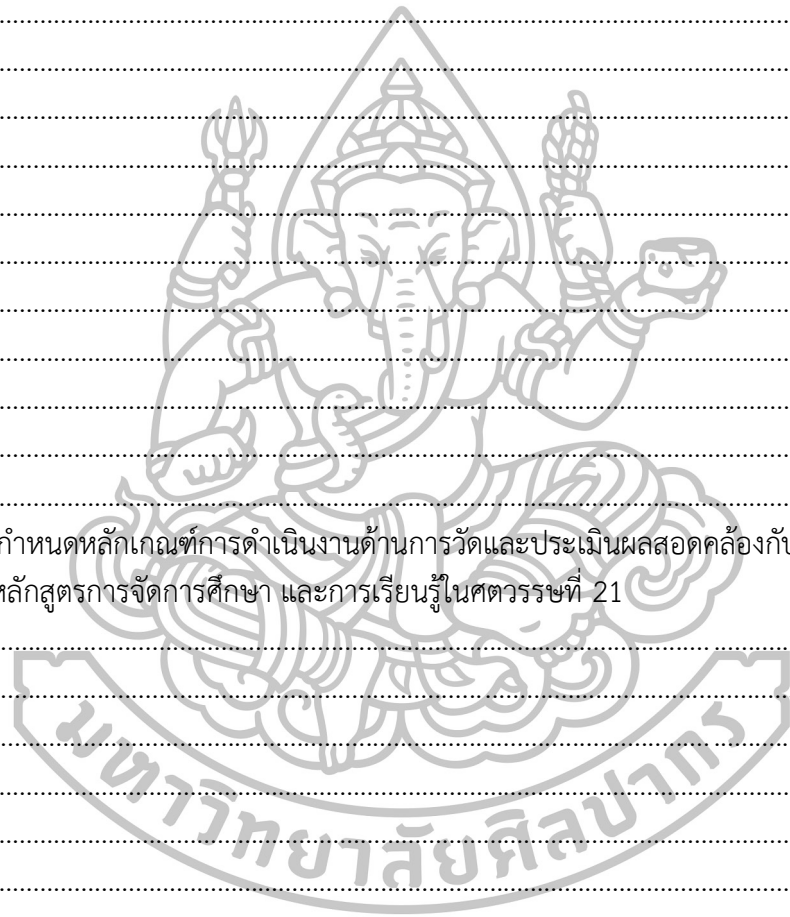 กำหนดหลักเกณฑ์การดำเนินงานด้านการวัดและประเมินผลสอดคล้องกับ
หลักสูตรการจัดการศึกษา และการเรียนรู้ในศตวรรษที่ 21
มหาวิทยาลัยศิลปากร